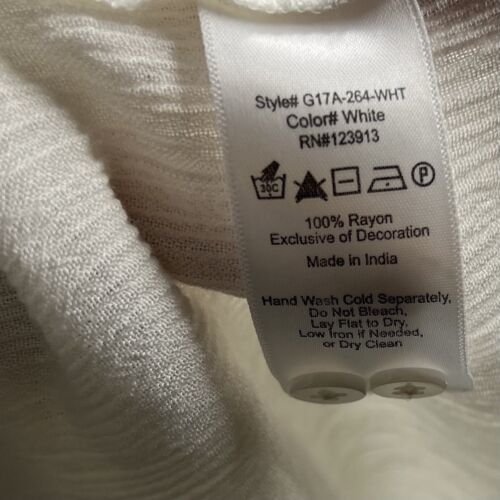 Style# G17A-264-WHT
Color# White
RN#123913
30C P
100% Rayon
Exclusive of Decoration
Made in India
Hand Wash Cold Separately.
Do Not Bleach,
Lay Flat to Dry,
Low Iron if Needed,
or Dry Clean